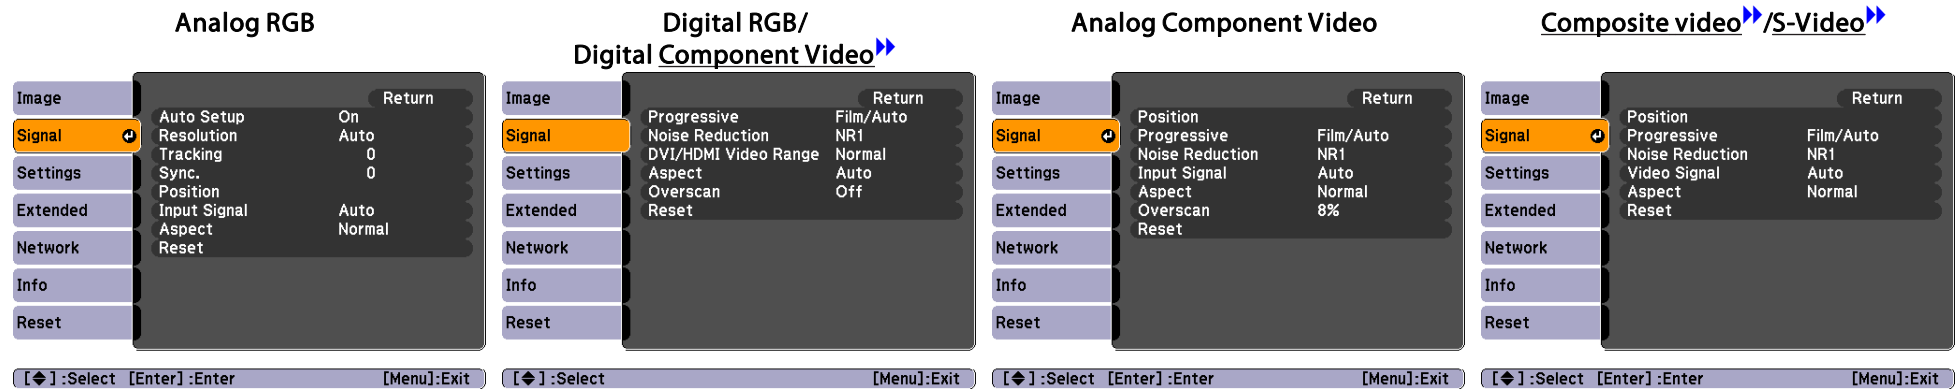 Analog RGB
Image
Signal
Settings
Extended
Network
Info
Reset
Return
Auto Setup On
Resolution Auto
Tracking 0
Sync. 0
Position
Input Signal Auto
Aspect Normal
Reset
[◆] :Select [Enter] :Enter [Menu]:Exit
Digital RGB/
Digital Component Video
Image
Signal
Settings
Extended
Network
Info
Reset
Return
Progressive Film/Auto
Noise Reduction NR1
DVI/HDMI Video Range Normal
Aspect Auto
Overscan Off
Reset
[◆] :Select [Menu]:Exit
Analog Component Video
Image
Signal
Settings
Extended
Network
Info
Reset
Return
Position
Progressive Film/Auto
Noise Reduction NR1
Input Signal Auto
Aspect Normal
Overscan 8%
Reset
[◆] :Select [Enter] :Enter [Menu]:Exit
Composite video/S-Video
Image
Signal
Settings
Extended
Network
Info
Reset
Return
Position
Progressive Film/Auto
Noise Reduction NR1
Video Signal Auto
Aspect Normal
Reset
[◆] :Select [Enter] :Enter [Menu]:Exit